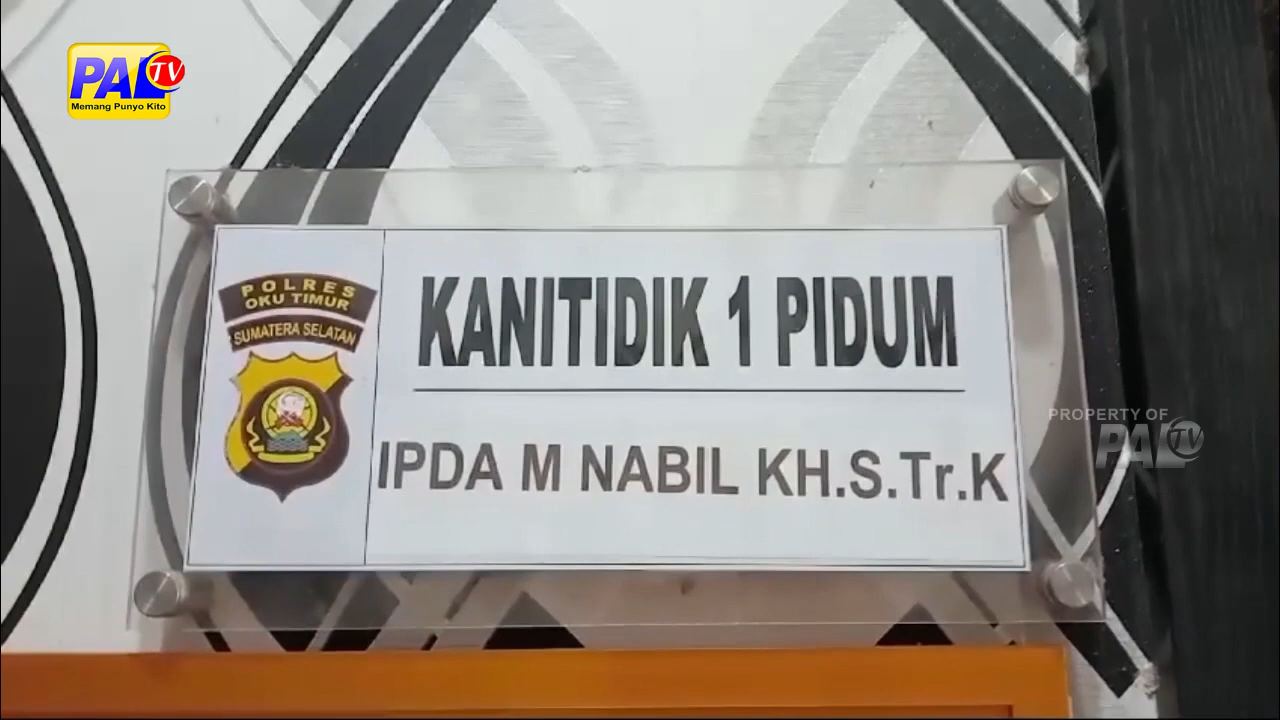 PAL TV
Memang Punyo Kito
POLRES
OKU TIMUR
SUMATERA SELATAN
KANITIDIK 1 PIDUM
IPDA M NABIL KH.S.Tr.K
PROPERTY OF
PAL TV